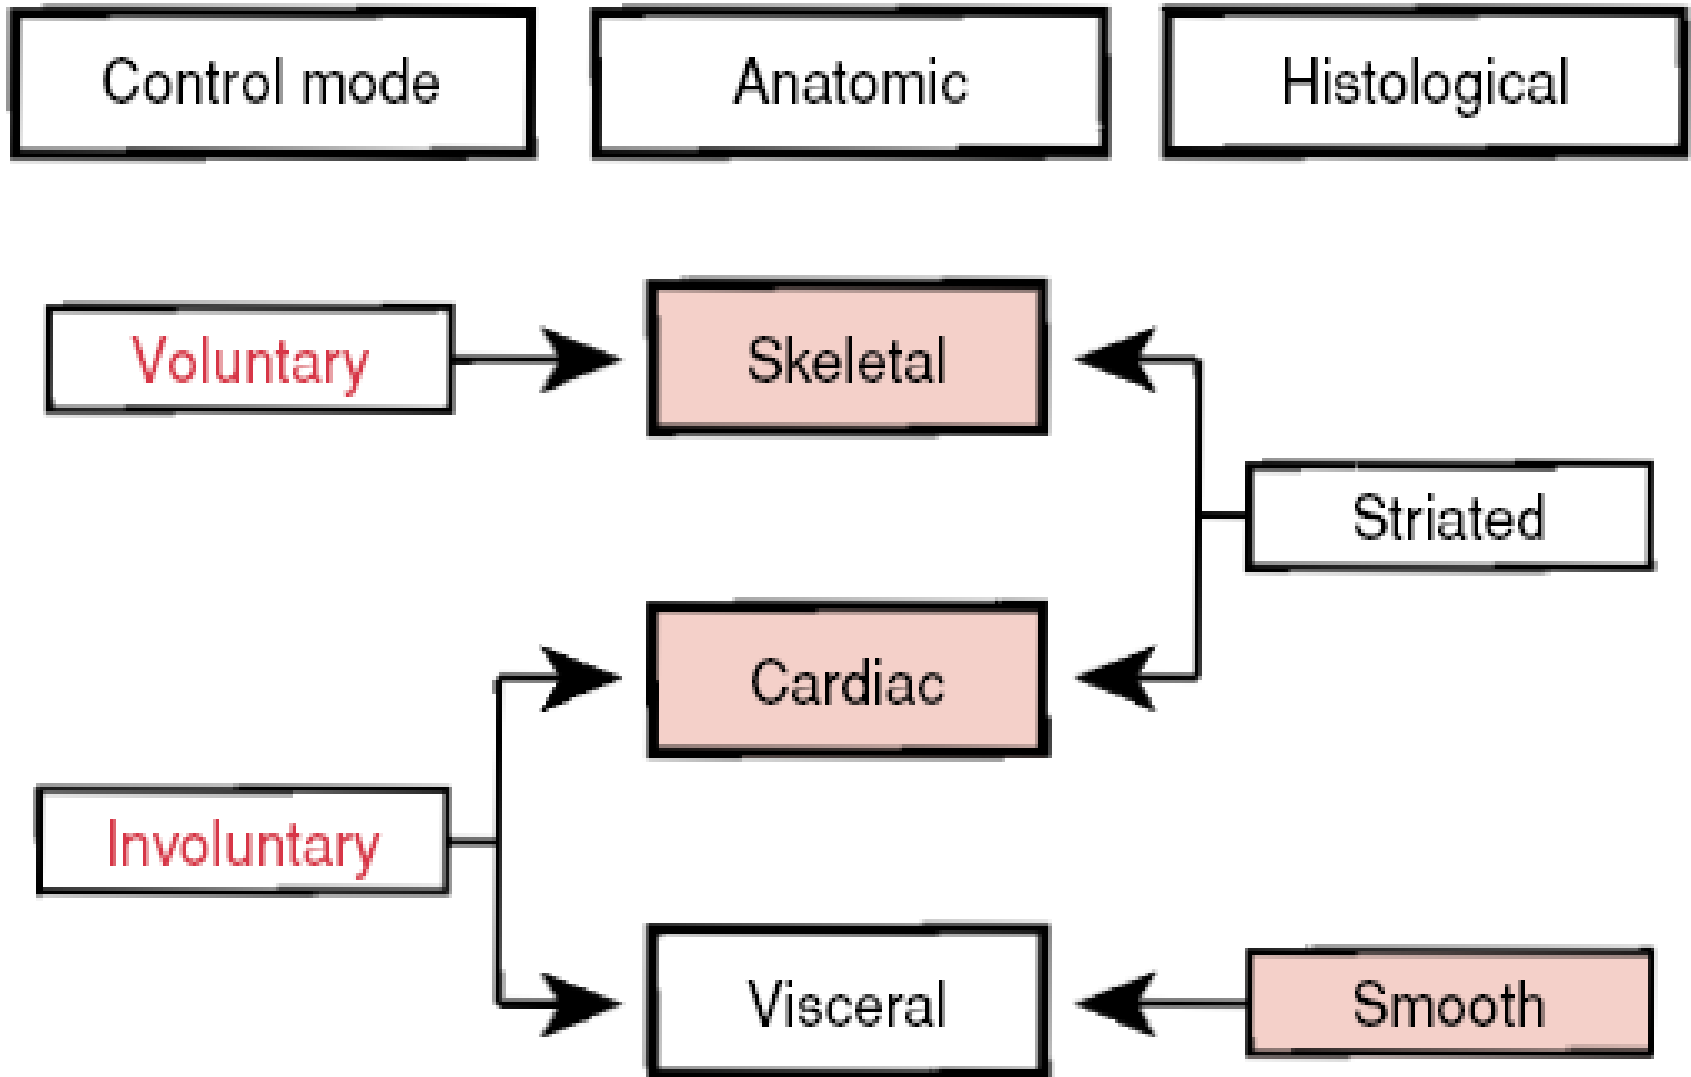 Control mode
Anatomic
Histological
Voluntary
Skeletal
Striated
Cardiac
Involuntary
Visceral
Smooth